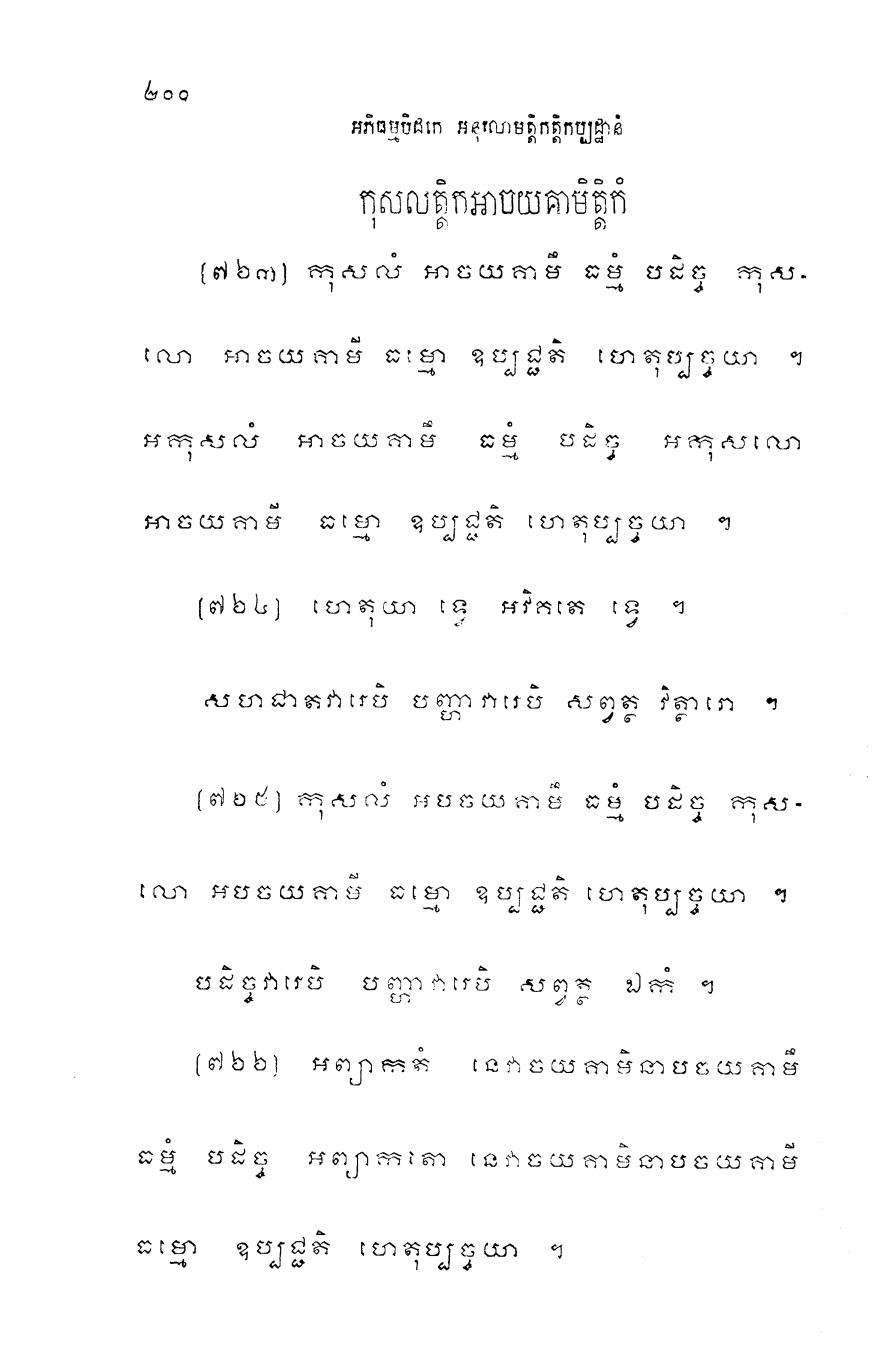 ២០០
អភិធម្មបិដកេ អនុលោមត្តិកត្តិកប្បដ្ឋានំ
កុសលត្តិកអាចយគាមិត្តិកំ
[៧២៣] កុសលំ អាចយគាមឹ ធម្មំ បដិច្ច កុស-
លោ អាចយគាមី ធម្មោ ឧប្បជ្ជតិ ហេតុប្បច្ចយា ។
អកុសលំ អាចយគាមឹ ធម្មំ បដិច្ច អកុសលោ
អាចយគាមី ធម្មោ ឧប្បជ្ជតិ ហេតុប្បច្ចយា ។
[៧២៤] ហេតុយា ទ្វេ អវិគតេ ទ្វេ ។
សហជាតវារេបិ បញ្ហាវារេបិ សព្វត្ថ វិត្ថារោ ។
[៧២៥] កុសលំ អបចយគាមឹ ធម្មំ បដិច្ច កុស-
លោ អបចយគាមី ធម្មោ ឧប្បជ្ជតិ ហេតុប្បច្ចយា ។
បដិច្ចវារេបិ បញ្ហាវារេបិ សព្វត្ថ ឯកំ ។
[៧២៦] អព្យាកតំ នេវាចយគាមិនាបចយគាមឹ
ធម្មំ បដិច្ច អព្យាកតោ នេវាចយគាមិនាបចយគាមី
ធម្មោ ឧប្បជ្ជតិ ហេតុប្បច្ចយា ។